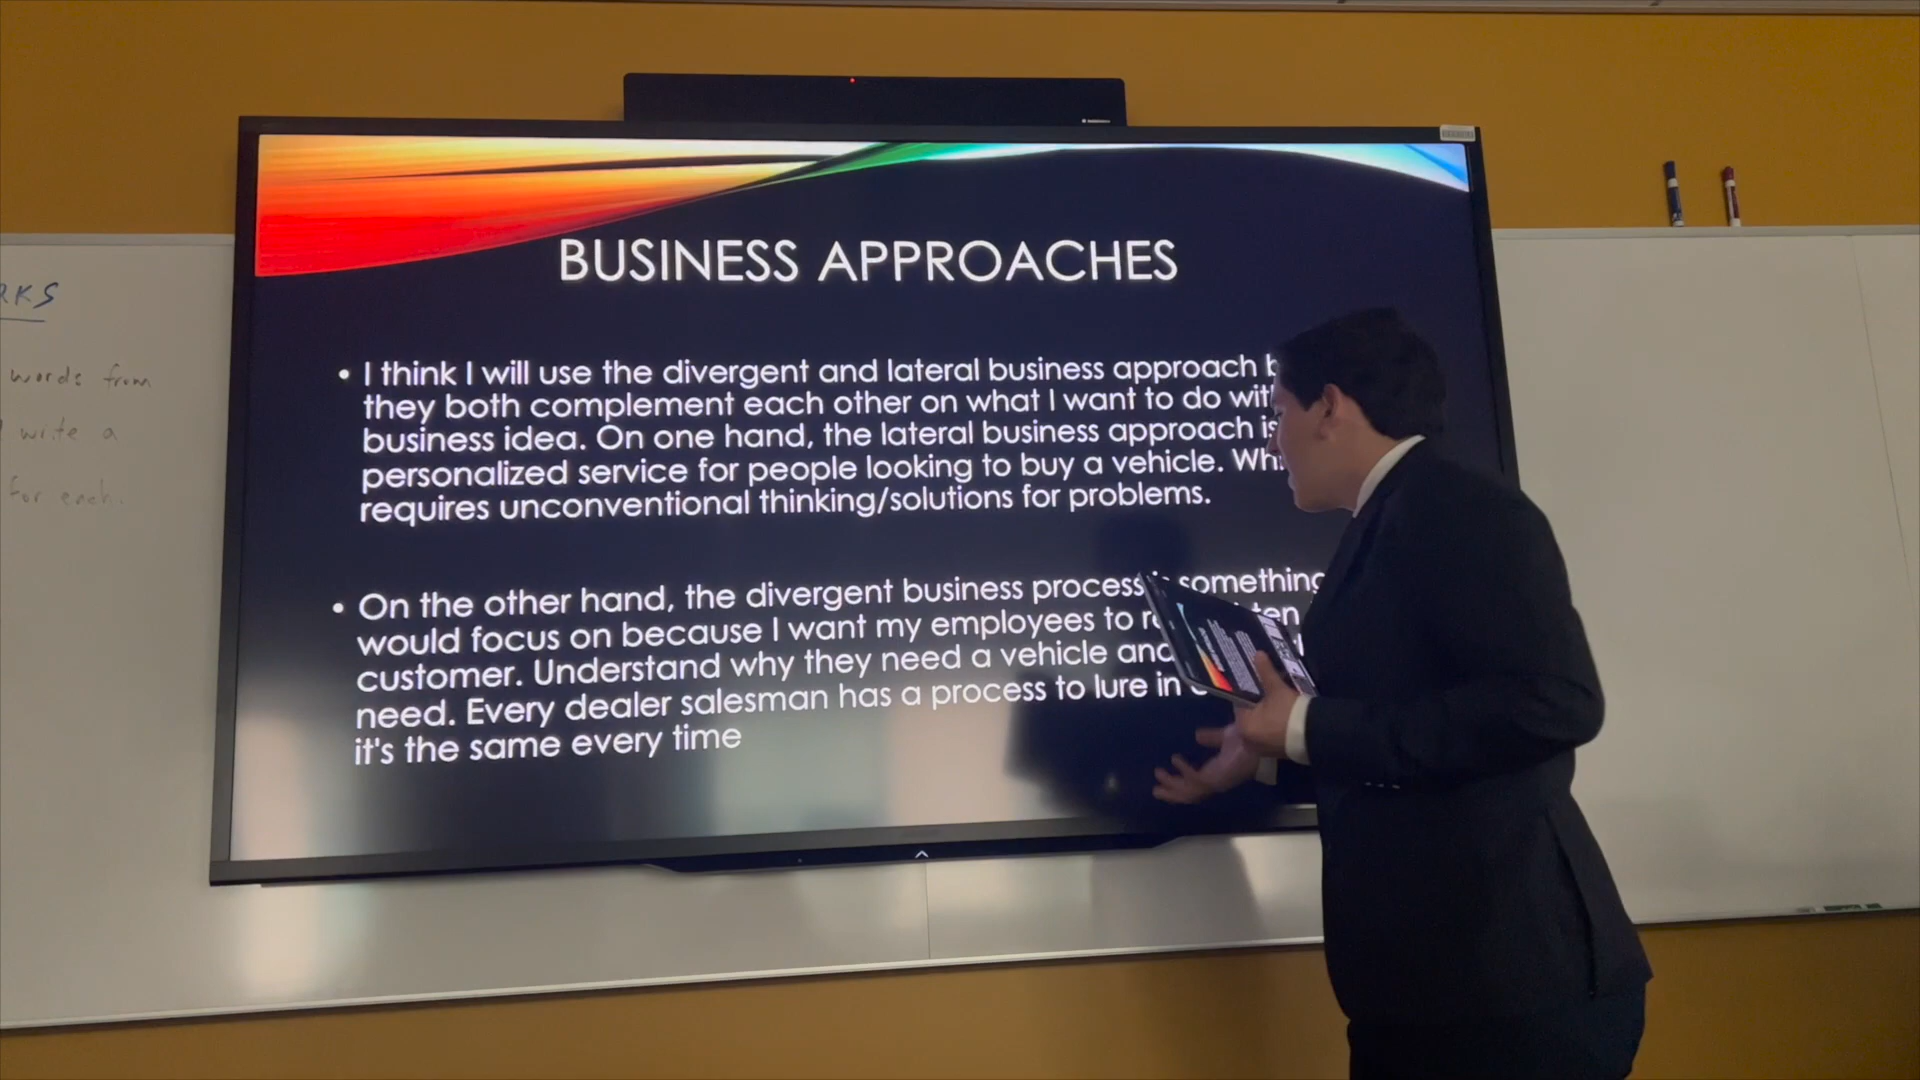 BUSINESS APPROACHES
• I think I will use the divergent and lateral business approach
they both complement each other on what I want to do
business idea. On one hand, the lateral business approach is
personalized service for people looking to buy a vehicle.
requires unconventional thinking/solutions for problems.
• On the other hand, the divergent business process something
would focus on because I want my employees to
customer. Understand why they need a vehicle and
need. Every dealer salesman has a process to lure in
it's the same every time
words from
write a
for each.